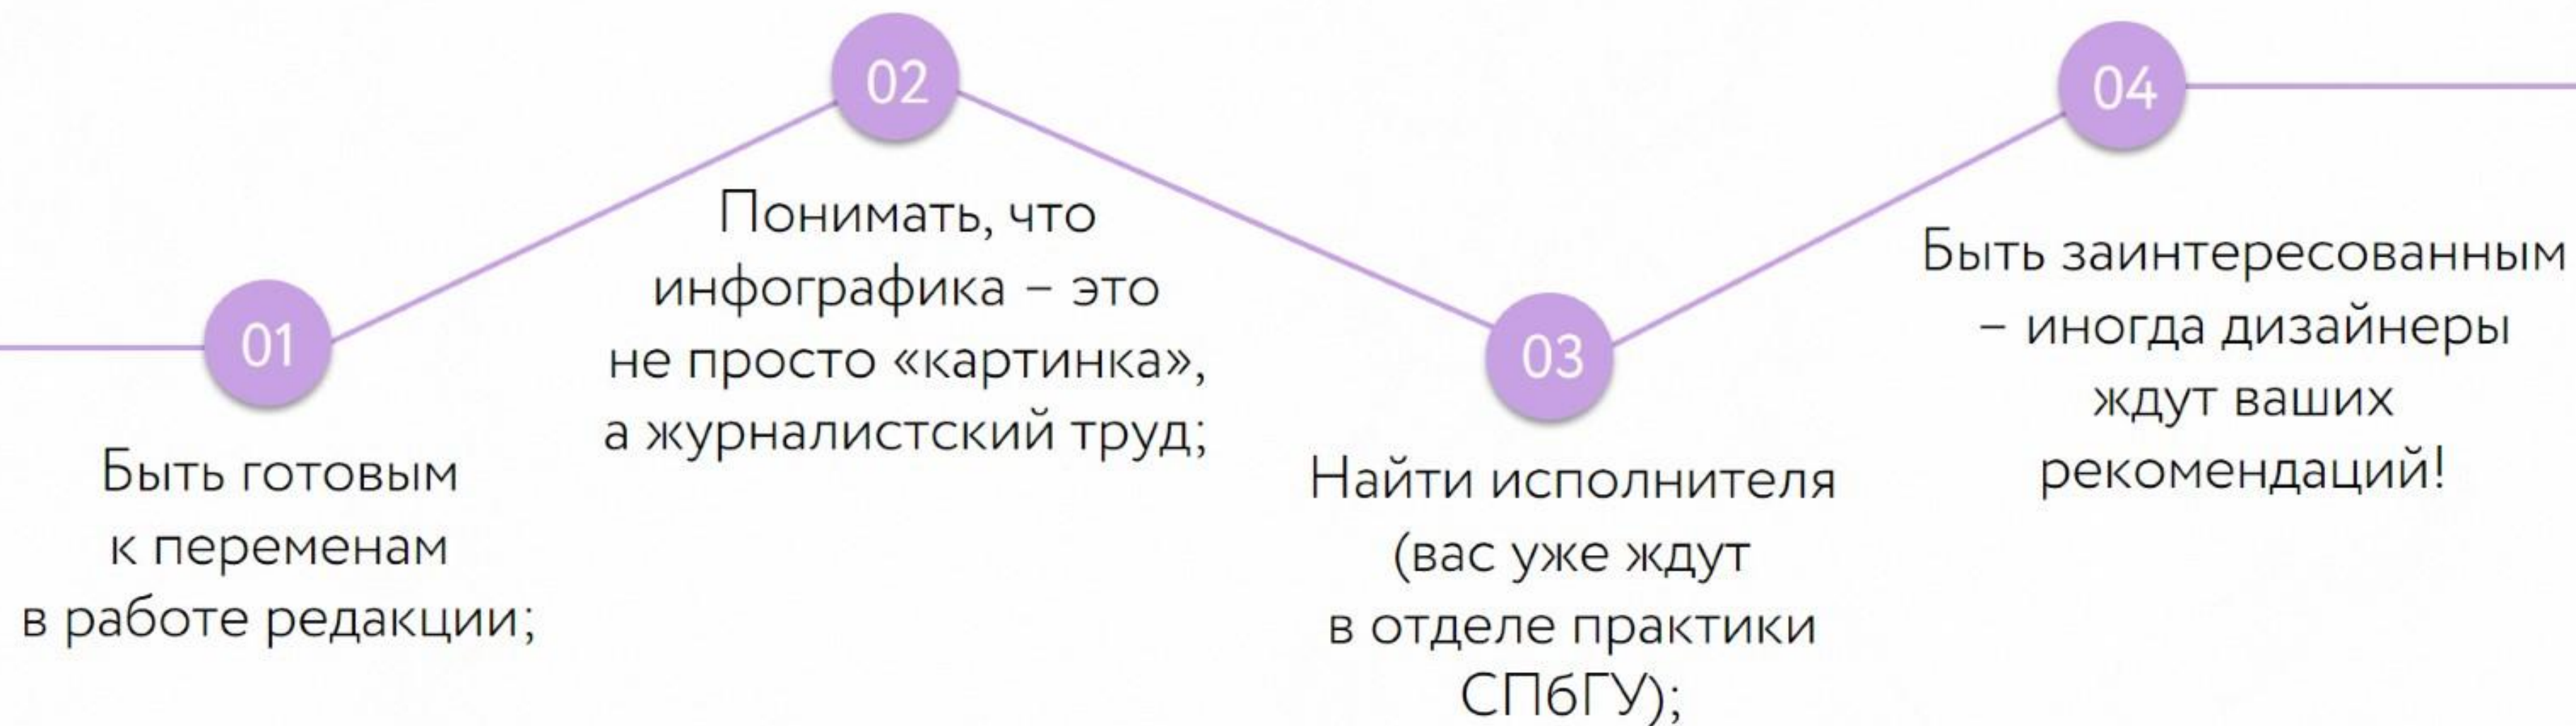 01
Быть готовым
к переменам
в работе редакции;
02
Понимать, что
инфографика – это
не просто «картинка»,
а журналистский труд;
03
Найти исполнителя
(вас уже ждут
в отделе практики
СПбГУ);
04
Быть заинтересованным
– иногда дизайнеры
ждут ваших
рекомендаций!